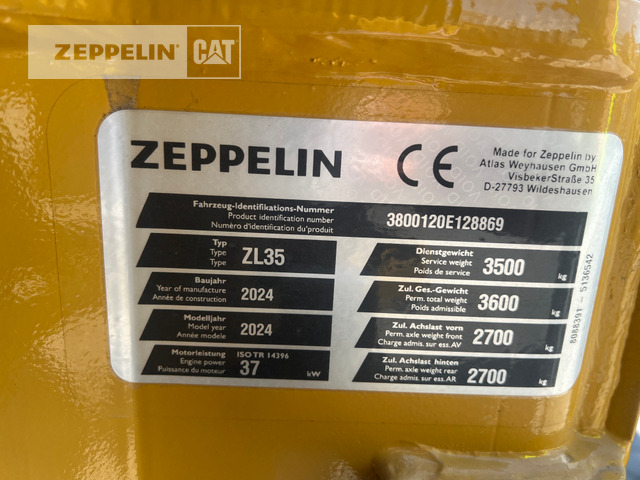 ZEPPELIN CAT
ZEPPELIN CE
Made for Zeppelin by
Atlas Weyhausen GmbH
VisbekerStraße 35
D-27793 Wildeshausen
Fahrzeug-Identifikations-Nummer
Product identification number
Numéro d'identification du produit
3800120E128869
Typ
Type
Type
ZL35
Baujahr
Year of manufacture
Année de construction
2024
Modelljahr
Model year
Année modele
2024
Motorleistung ISO TR 14396
Engine power
Puissance du moteur
37 kW
Dienstgewicht
Service weight
Poids de service
3500 kg
Zul. Ges.-Gewicht
Perm. total weight
Poids admissible
3600 kg
Zul. Achslast vorn
Perm. axle weight front
Charge admis. sur ess. AV
2700 kg
Zul. Achslast hinten
Perm. axle weight rear
Charge admis. sur ess. AR
2700 kg
8088391 - 5136542